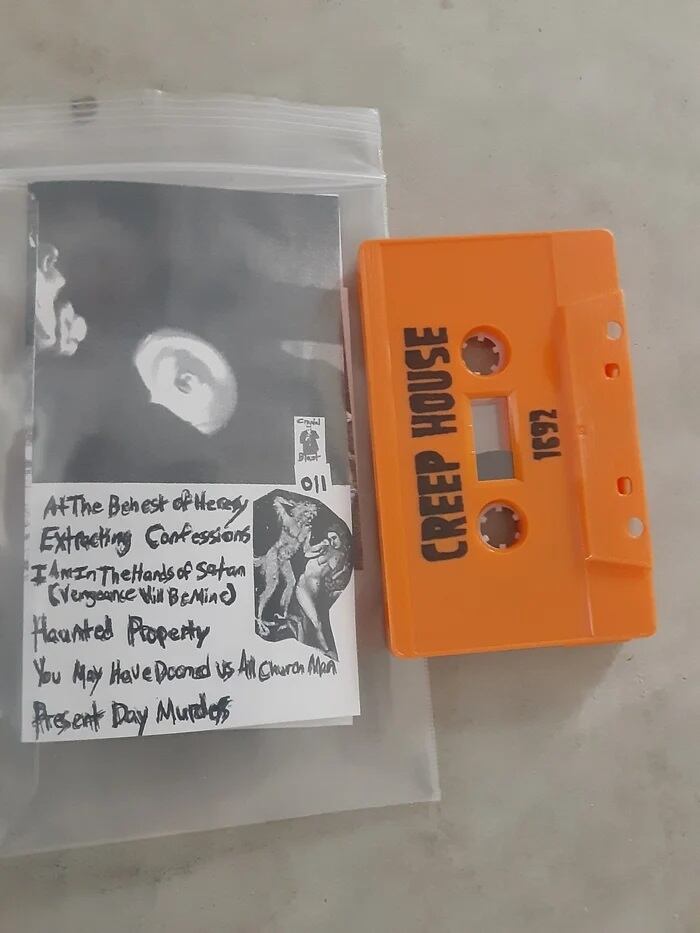 Blast
011
At The Behest of Heresy
Extracting Confessions
I Am In The Hands of Satan
(Vengeance Will Be Mine)
Haunted Property
You May Have Doomed us All Church Man
Present Day Murders
CREEP HOUSE
1692